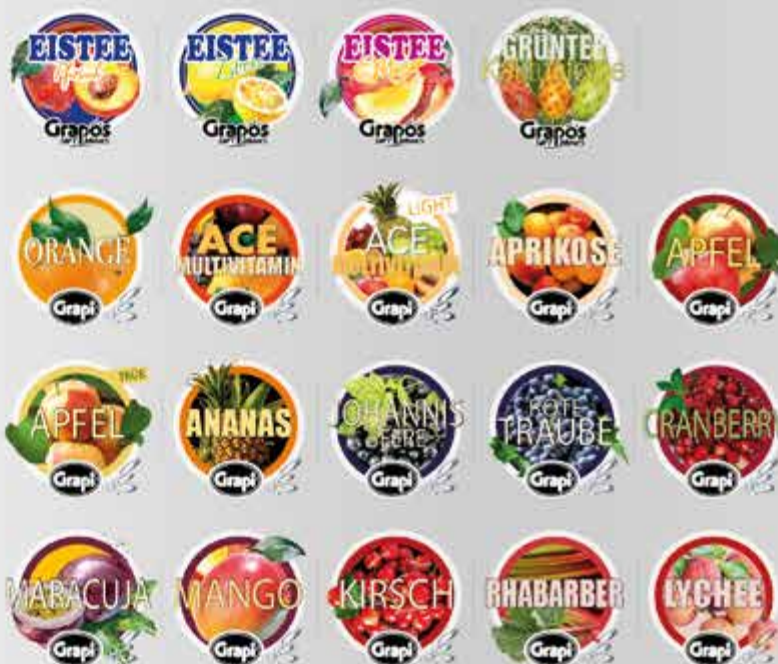 EISTEE
Grapos
EISTEE
Grapos
EISTEE
Grapos
GRÜNTEE
Grapos
ORANGE
Grapi
ACE
MULTIVITAMIN
Grapi
LIGHT
ACE
MULTIVITAMIN
Grapi
APRIKOSE
Grapi
APFEL
Grapi
TRÜB
APFEL
Grapi
ANANAS
Grapi
JOHANNIS
BEERE
Grapi
ROTE
TRAUBE
Grapi
CRANBERR
Grapi
MARACUJA
Grapi
MANGO
Grapi
KIRSCH
Grapi
RHABARBER
Grapi
LYCHEE
Grapi